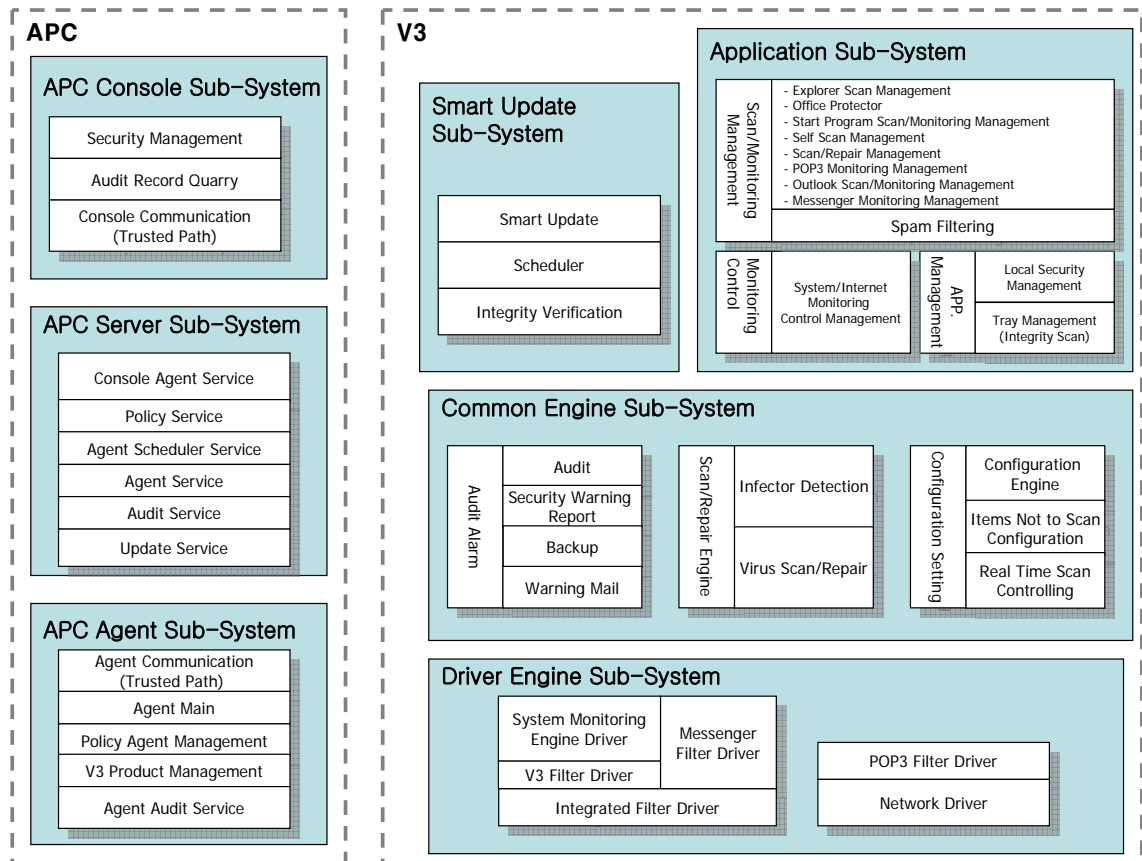 APC
APC Console Sub-System
Security Management
Audit Record Quarry
Console Communication
(Trusted Path)
APC Server Sub-System
Console Agent Service
Policy Service
Agent Scheduler Service
Agent Service
Audit Service
Update Service
APC Agent Sub-System
Agent Communication
(Trusted Path)
Agent Main
Policy Agent Management
V3 Product Management
Agent Audit Service
V3
Smart Update
Sub-System
Smart Update
Scheduler
Integrity Verification
Application Sub-System
Scan/Monitoring
Management
- Explorer Scan Management
- Office Protector
- Start Program Scan/Monitoring Management
- Self Scan Management
- Scan/Repair Management
- POP3 Monitoring Management
- Outlook Scan/Monitoring Management
- Messenger Monitoring Management
Spam Filtering
Monitoring
Control
System/Internet
Monitoring
Control Management
APP.
Management
Local Security
Management
Tray Management
(Integrity Scan)
Common Engine Sub-System
Audit Alarm
Audit
Security Warning
Report
Backup
Warning Mail
Scan/Repair Engine
Infector Detection
Virus Scan/Repair
Configuration Setting
Configuration
Engine
Items Not to Scan
Configuration
Real Time Scan
Controlling
Driver Engine Sub-System
System Monitoring
Engine Driver
V3 Filter Driver
Messenger
Filter Driver
Integrated Filter Driver
POP3 Filter Driver
Network Driver